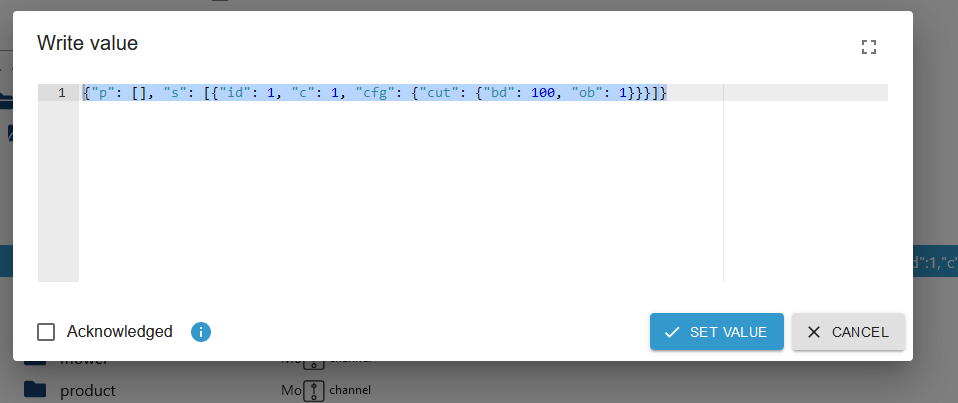 Write value
1 {"p": [], "s": [{"id": 1, "c": 1, "cfg": {"cut": {"bd": 100, "ob": 1}}}]}
d":1,"c"
Acknowledged
SET VALUE
CANCEL
mower
channel
product Mo channel